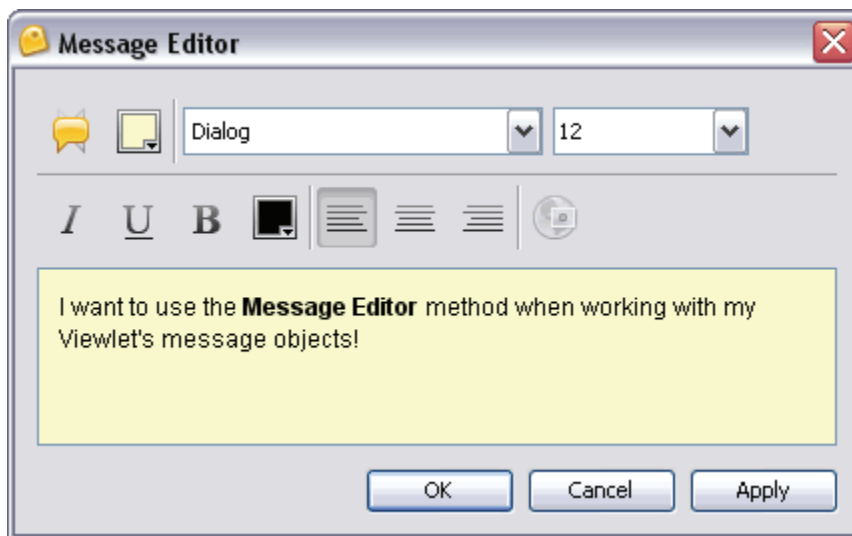 Message Editor
Dialog
12
I U B
I want to use the Message Editor method when working with my
Viewlet's message objects!
OK
Cancel
Apply